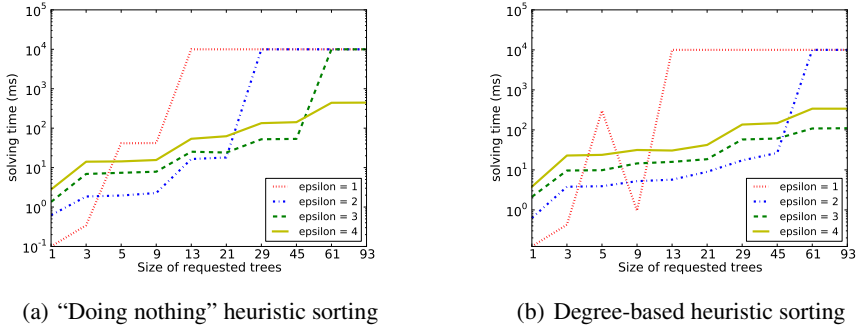 10^5
10^4
10^3
10^2
10^1
10^0
10^-1
solving time (ms)
1 3 5 9 13 21 29 45 61 93
Size of requested trees
epsilon = 1
epsilon = 2
epsilon = 3
epsilon = 4
(a) “Doing nothing” heuristic sorting
10^5
10^4
10^3
10^2
10^1
10^0
solving time (ms)
1 3 5 9 13 21 29 45 61 93
Size of requested trees
epsilon = 1
epsilon = 2
epsilon = 3
epsilon = 4
(b) Degree-based heuristic sorting